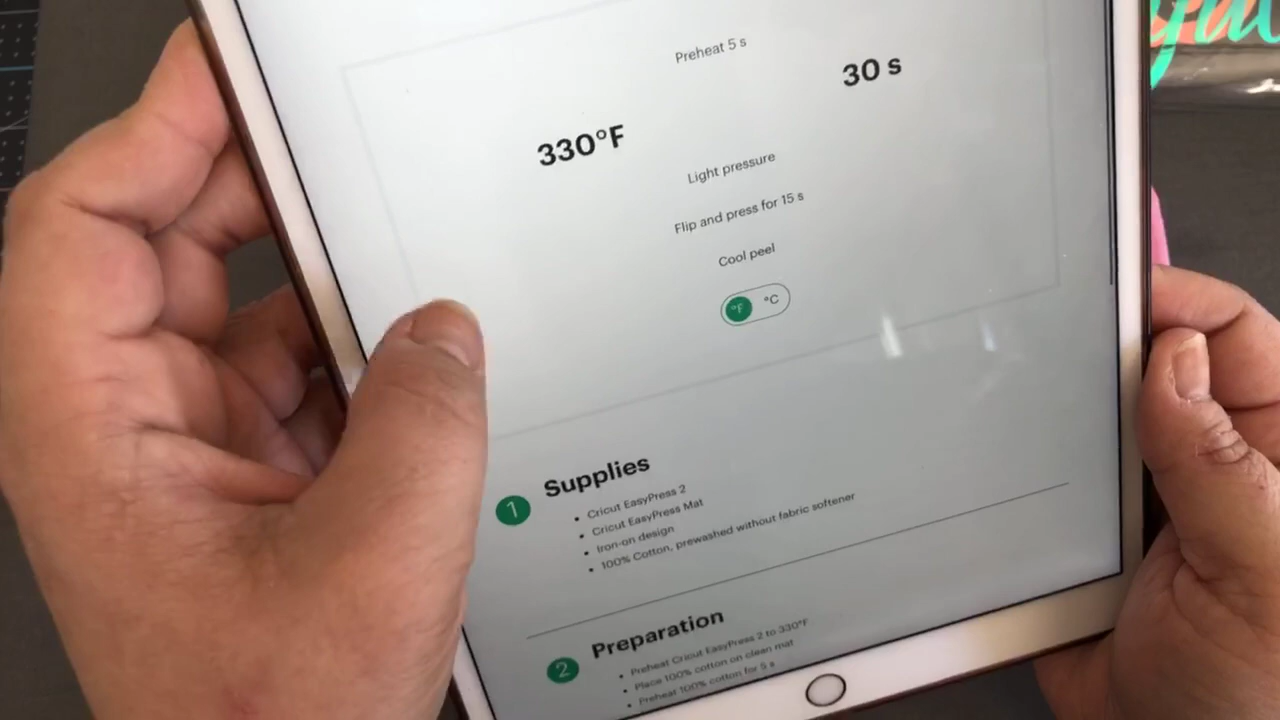 Preheat 5 s
30 s
330°F
Light pressure
Flip and press for 15 s
Cool peel
°F °C
1 Supplies
• Cricut EasyPress 2
• Cricut EasyPress Mat
• Iron-on design
• 100% Cotton, prewashed without fabric softener
2 Preparation
• Preheat Cricut EasyPress 2 to 330°F
• Place 100% cotton on clean mat
• Preheat 100% cotton for 5 s